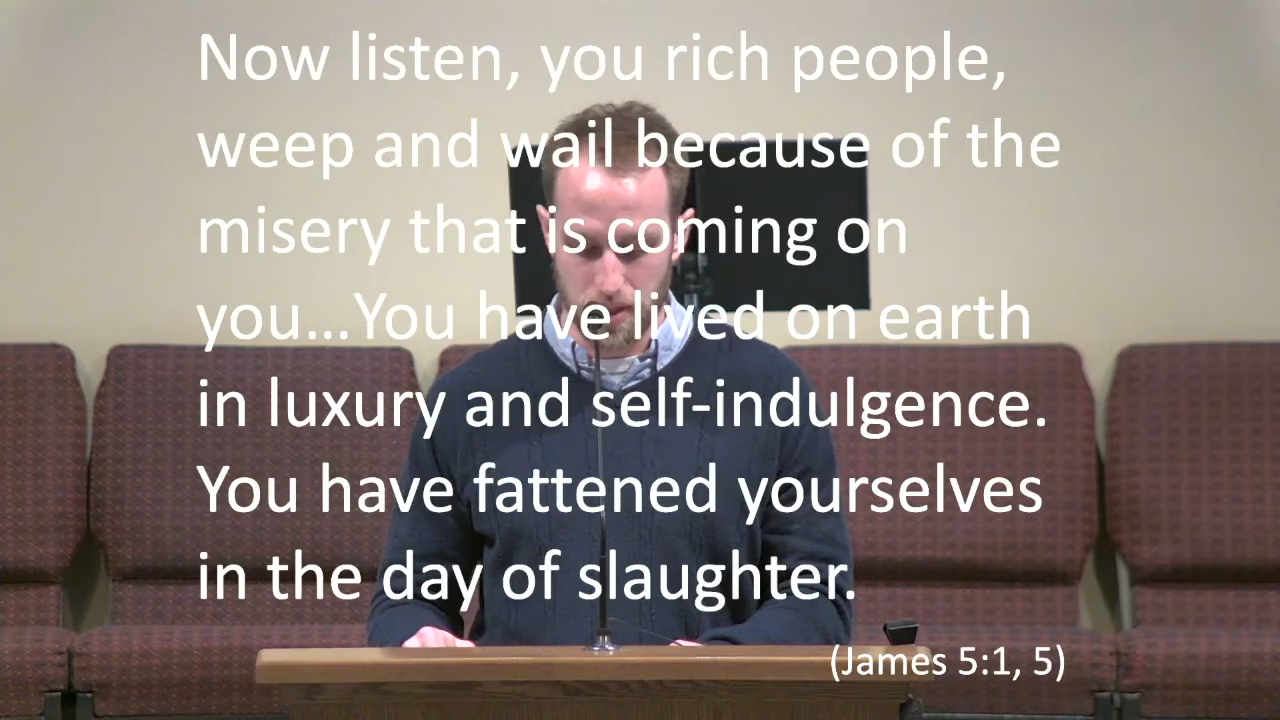 Now listen, you rich people,
weep and wail because of the
misery that is coming on
you...You have lived on earth
in luxury and self-indulgence.
You have fattened yourselves
in the day of slaughter.
(James 5:1, 5)